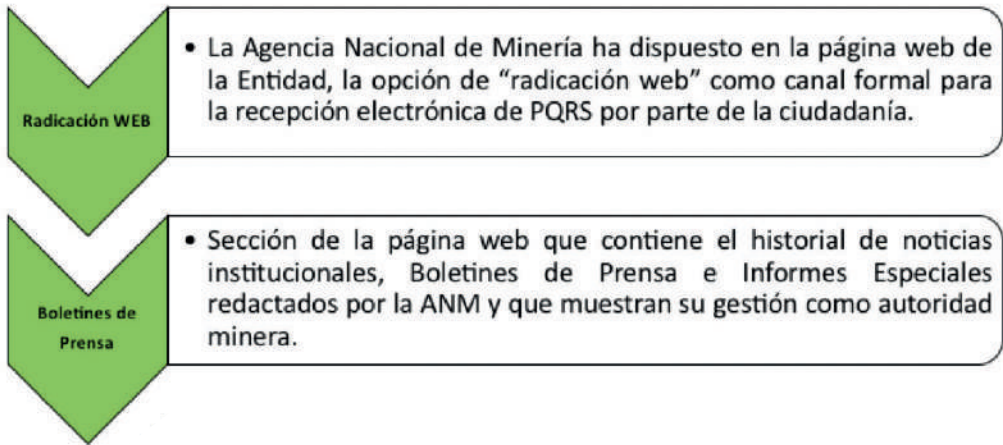 Radicación WEB
• La Agencia Nacional de Minería ha dispuesto en la página web de
la Entidad, la opción de “radicación web” como canal formal para
la recepción electrónica de PQRS por parte de la ciudadanía.
Boletines de
Prensa
• Sección de la página web que contiene el historial de noticias
institucionales, Boletines de Prensa e Informes Especiales
redactados por la ANM y que muestran su gestión como autoridad
minera.